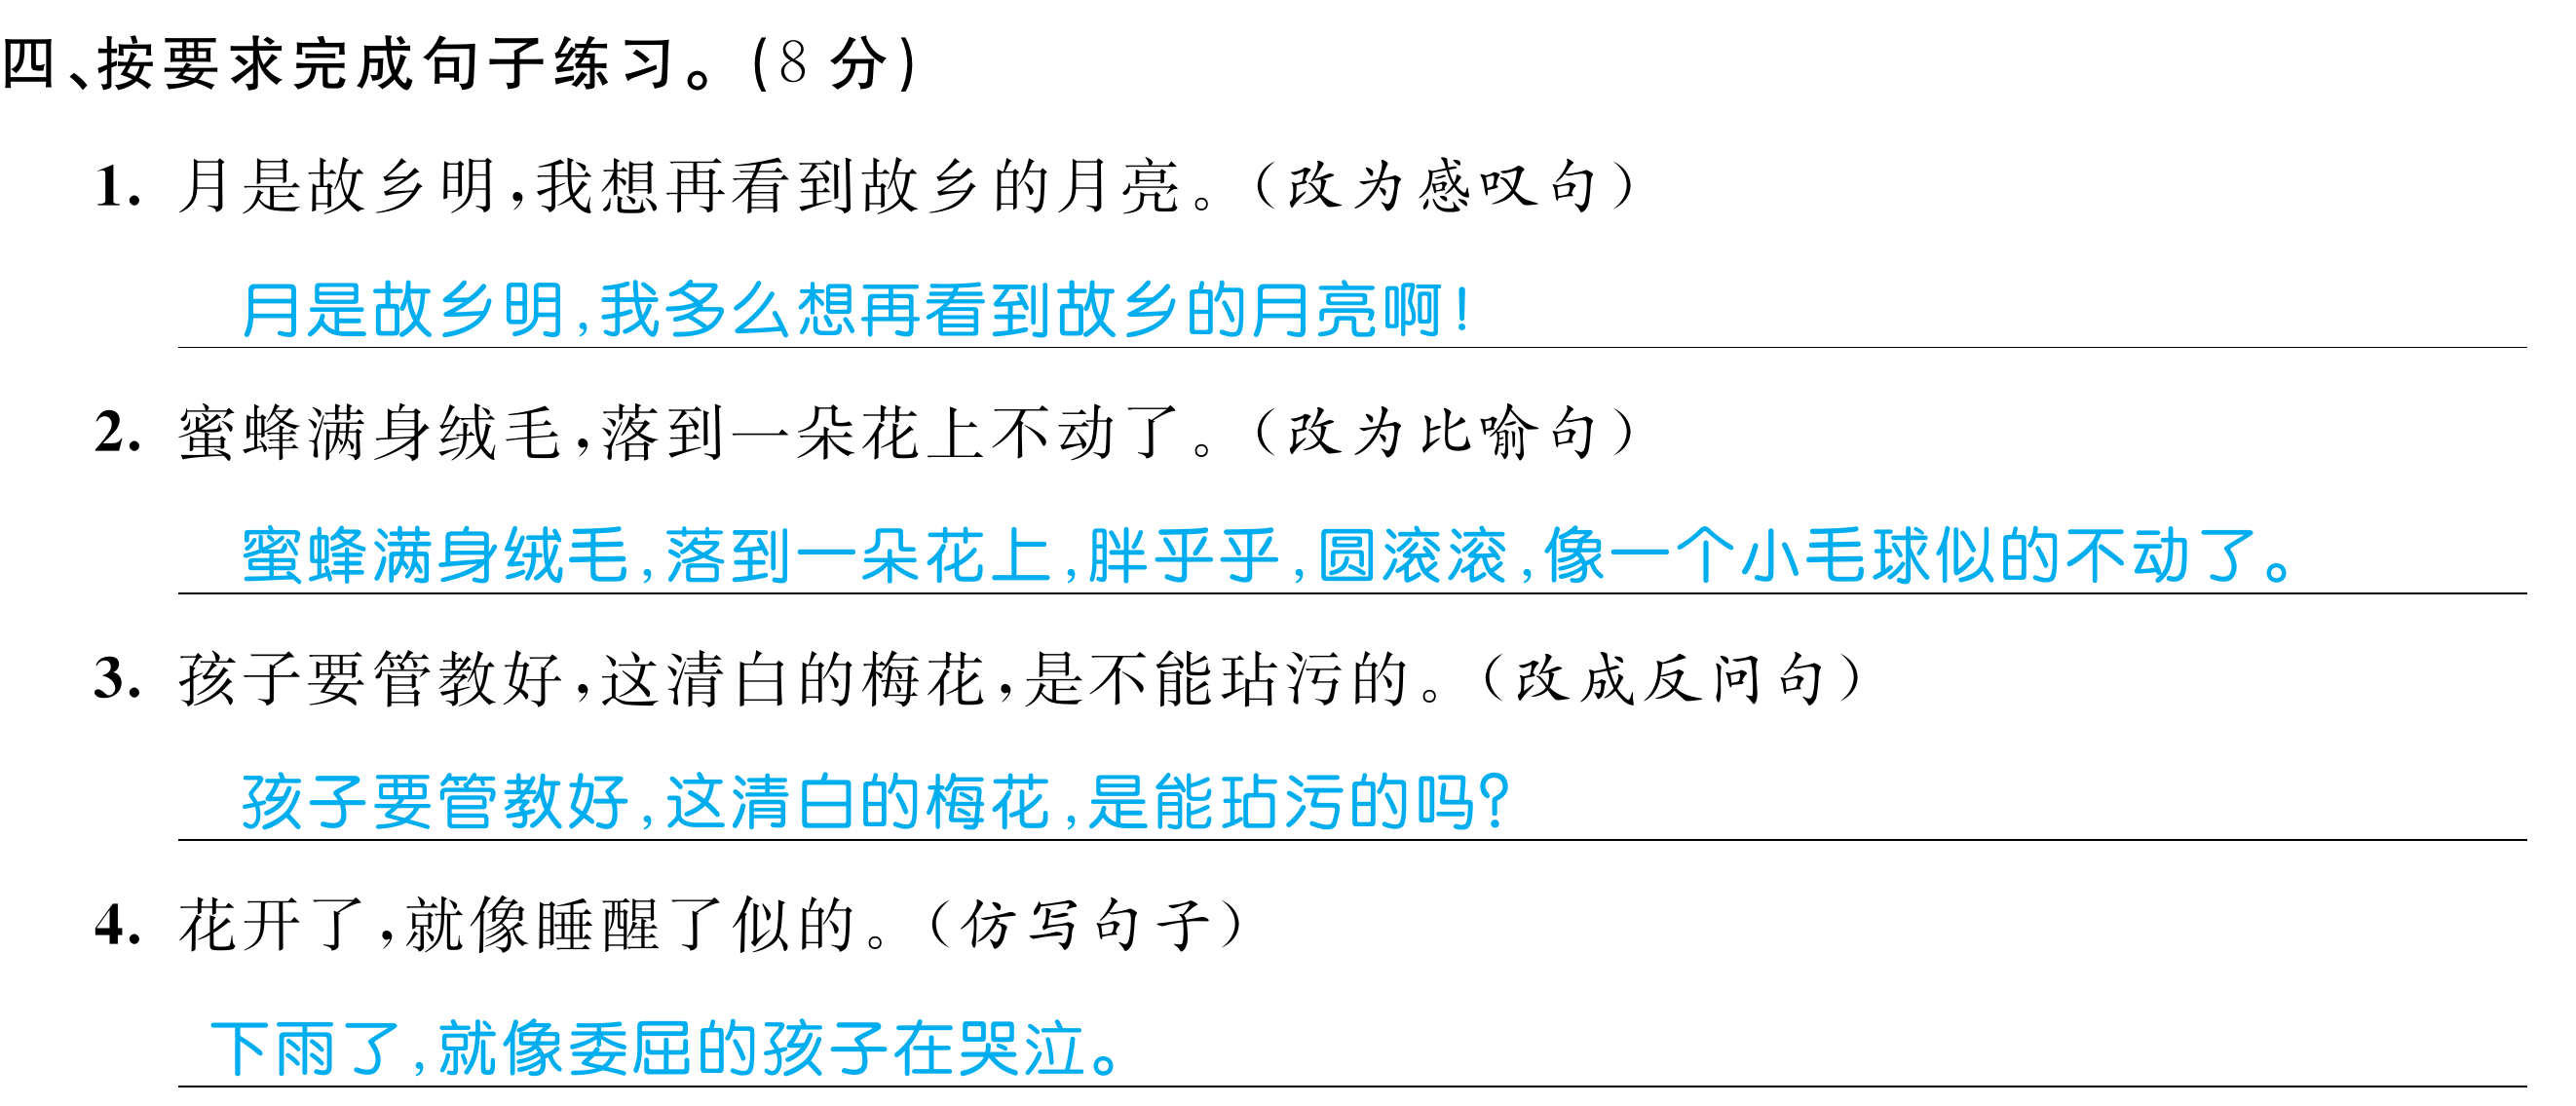 四、按要求完成句子练习。(8 分)
1. 月是故乡明,我想再看到故乡的月亮。(改为感叹句)
月是故乡明,我多么想再看到故乡的月亮啊!
2. 蜜蜂满身绒毛,落到一朵花上不动了。(改为比喻句)
蜜蜂满身绒毛,落到一朵花上,胖乎乎,圆滚滚,像一个小毛球似的不动了。
3. 孩子要管教好,这清白的梅花,是不能玷污的。(改成反问句)
孩子要管教好,这清白的梅花,是能玷污的吗?
4. 花开了,就像睡醒了似的。(仿写句子)
下雨了,就像委屈的孩子在哭泣。